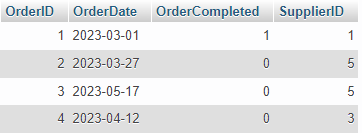 OrderID OrderDate OrderCompleted SupplierID
1 2023-03-01 1 1
2 2023-03-27 0 5
3 2023-05-17 0 5
4 2023-04-12 0 3